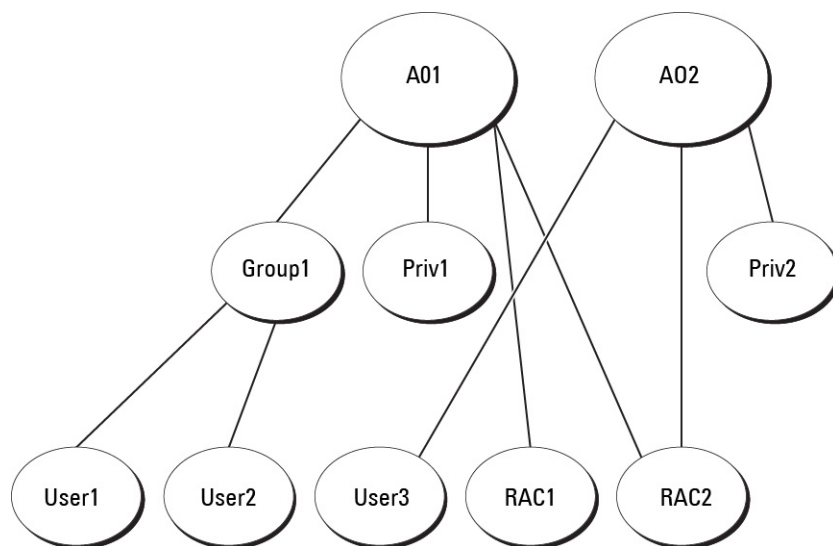 A01
AO2
Group1
Priv1
Priv2
User1
User2
User3
RAC1
RAC2